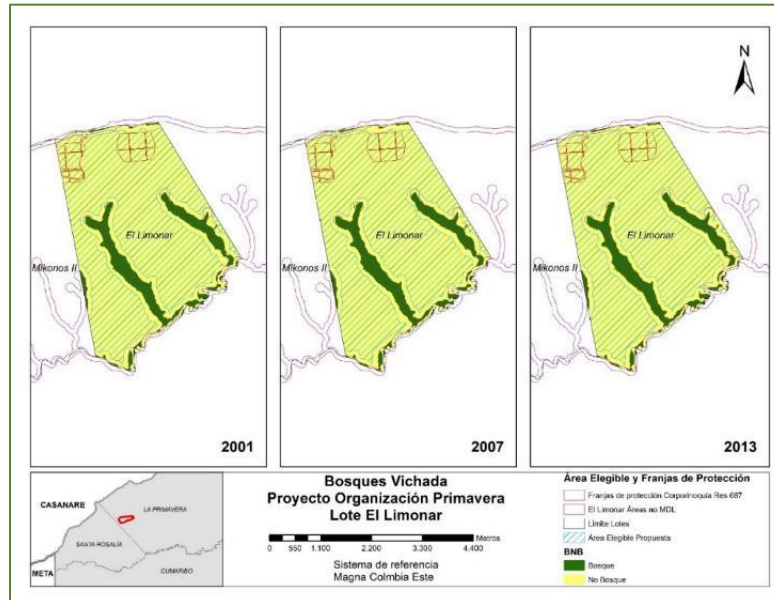 N
El Limonar
Mikonos II
2001
El Limonar
Mikonos II
2007
El Limonar
Mikonos II
2013
CASANARE
LA PRIMAVERA
SANTA ROSALÍA
META
CUMARIBO
Bosques Vichada
Proyecto Organización Primavera
Lote El Limonar
Metros
0 550 1.100 2.200 3.300 4.400
Sistema de referencia
Magna Colmbia Este
Área Elegible y Franjas de Protección
Franjas de protección Corporinoquia Res 687
El Limonar Áreas no MDL
Límite Lotes
Área Elegible Propuesta
BNB
Bosque
No Bosque